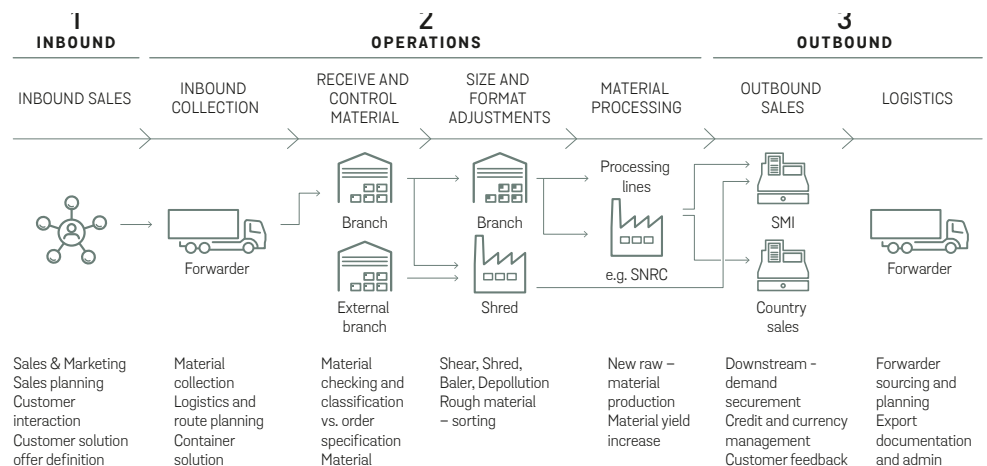 1
INBOUND
2
OPERATIONS
3
OUTBOUND
INBOUND SALES
INBOUND
COLLECTION
RECEIVE AND
CONTROL
MATERIAL
SIZE AND
FORMAT
ADJUSTMENTS
MATERIAL
PROCESSING
OUTBOUND
SALES
LOGISTICS
Forwarder
Branch
External
branch
Branch
Shred
Processing
lines
e.g. SNRC
SMI
Country
sales
Forwarder
Sales & Marketing
Sales planning
Customer
interaction
Customer solution
offer definition
Material
collection
Logistics and
route planning
Container
solution
Material
checking and
classification
vs. order
specification
Material
Shear, Shred,
Baler, Depollution
Rough material
– sorting
New raw –
material
production
Material yield
increase
Downstream -
demand
securement
Credit and currency
management
Customer feedback
Forwarder
sourcing and
planning
Export
documentation
and admin